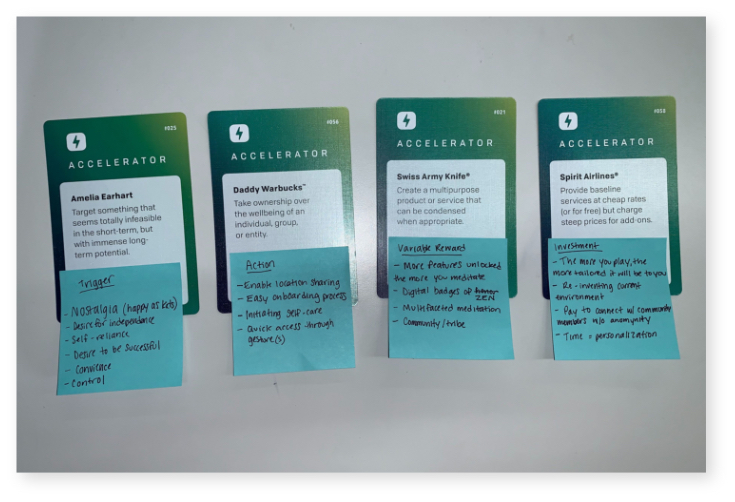 #025
ACCELERATOR
Amelia Earhart
Target something that
seems totally infeasible
in the short-term, but
with immense long-
term potential.
Trigger
- Nostalgia (happy as kids)
- Desire for independence
- Self-reliance
- Desire to be successful
- Convience
- Control
#056
ACCELERATOR
Daddy Warbucks™
Take ownership over
the wellbeing of an
individual, group,
or entity.
Action
- Enable location sharing
- Easy onboarding process
- Initiating self-care
- Quick access through
gesture(s)
#021
ACCELERATOR
Swiss Army Knife®
Create a multipurpose
product or service that
can be condensed
when appropriate.
Variable Reward
- More features unlocked
the more you meditate
- Digital badges of
ZEN
- Multifaceted meditation
- Community/tribe
ACCELERATOR
Spirit Airlines®
Provide baseline
services at cheap rates
(or for free) but charge
steep prices for add-ons.
Investment
- The more you play, the
more tailored it will be to you
- Re-inventing current
environment
- Pay to connect w/ community
members w/o anonymity
- Time = personalization